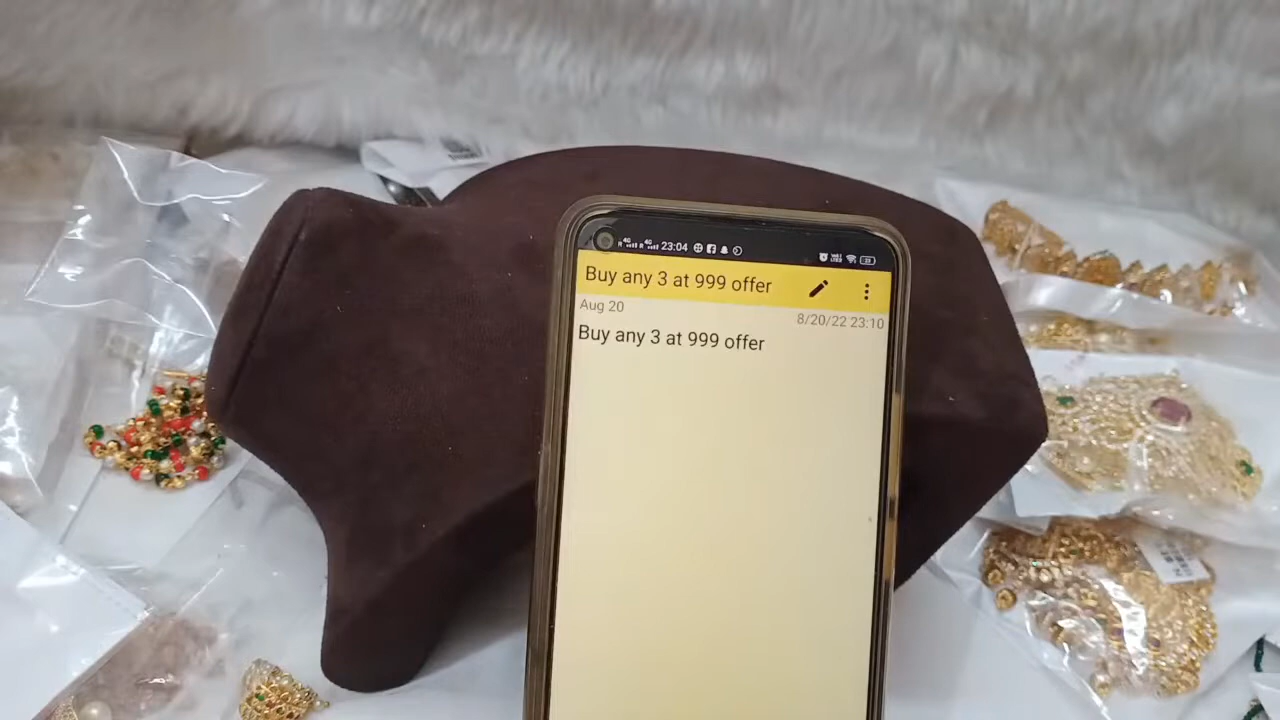 23:04
Buy any 3 at 999 offer
Aug 20
8/20/22 23:10
Buy any 3 at 999 offer